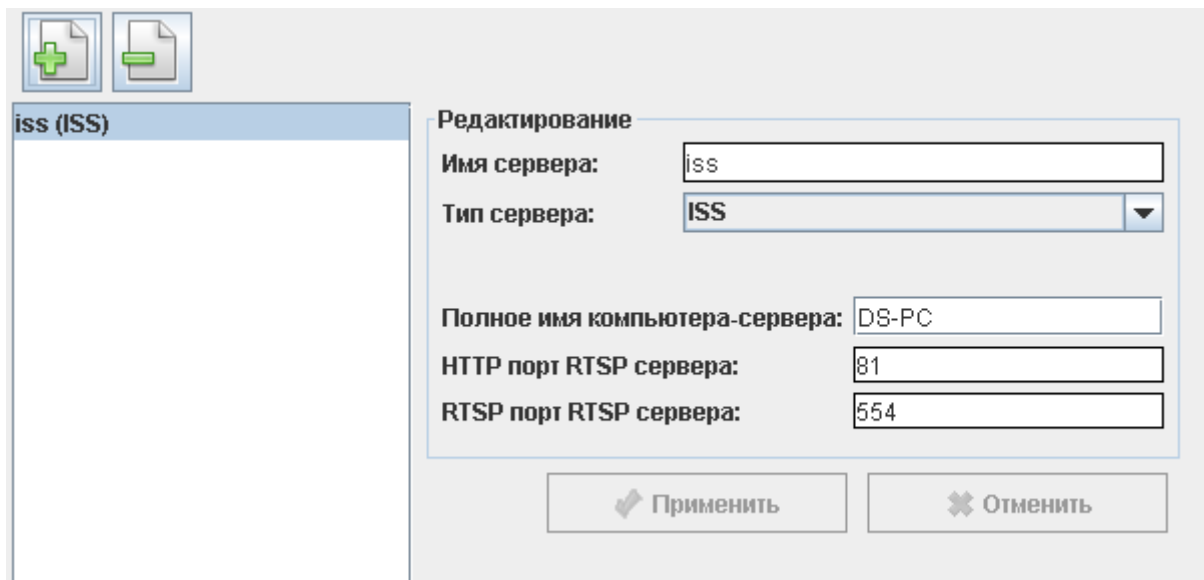 iss (ISS)
Редактирование
Имя сервера: iss
Тип сервера: ISS
Полное имя компьютера-сервера: DS-PC
HTTP порт RTSP сервера: 81
RTSP порт RTSP сервера: 554
Применить Отменить